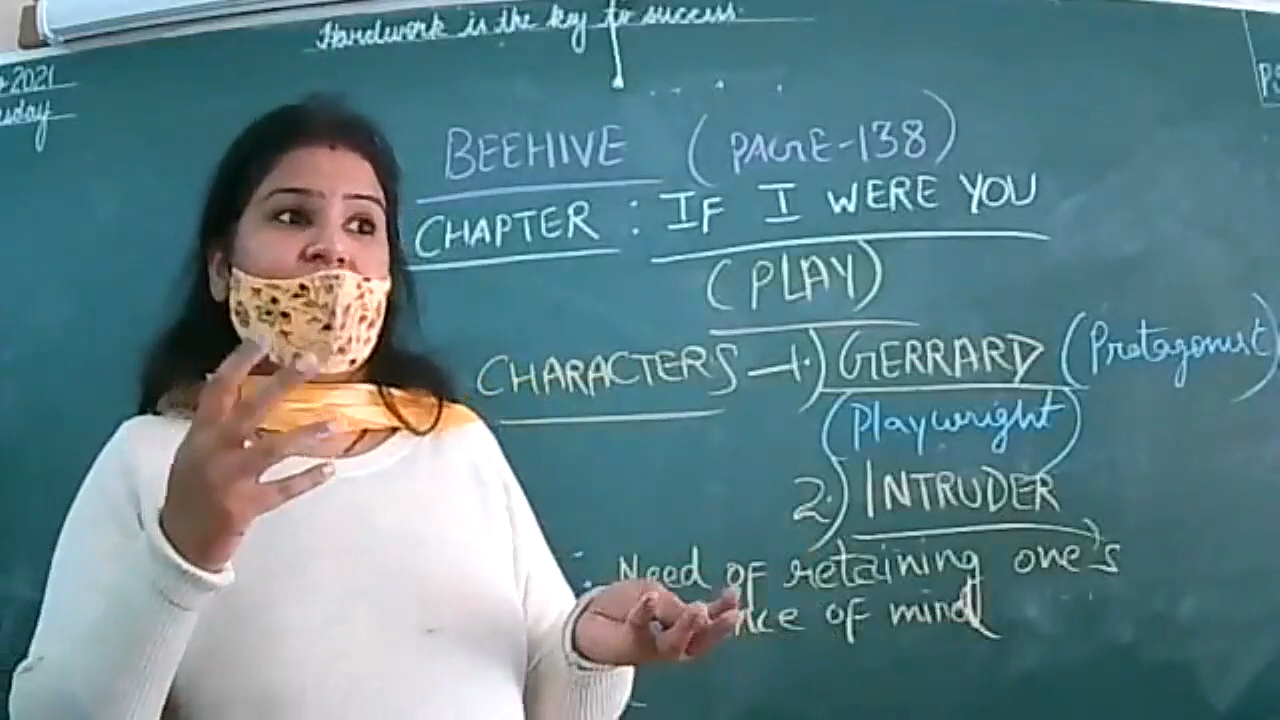 Hardwork is the key to success.
2021
BEEHIVE (PAGE-138)
CHAPTER : IF I WERE YOU
(PLAY)
CHARACTERS – 1.) GERRARD (Protagonist)
(Playwright)
2.) INTRUDER
: Need of retaining one's
of mind